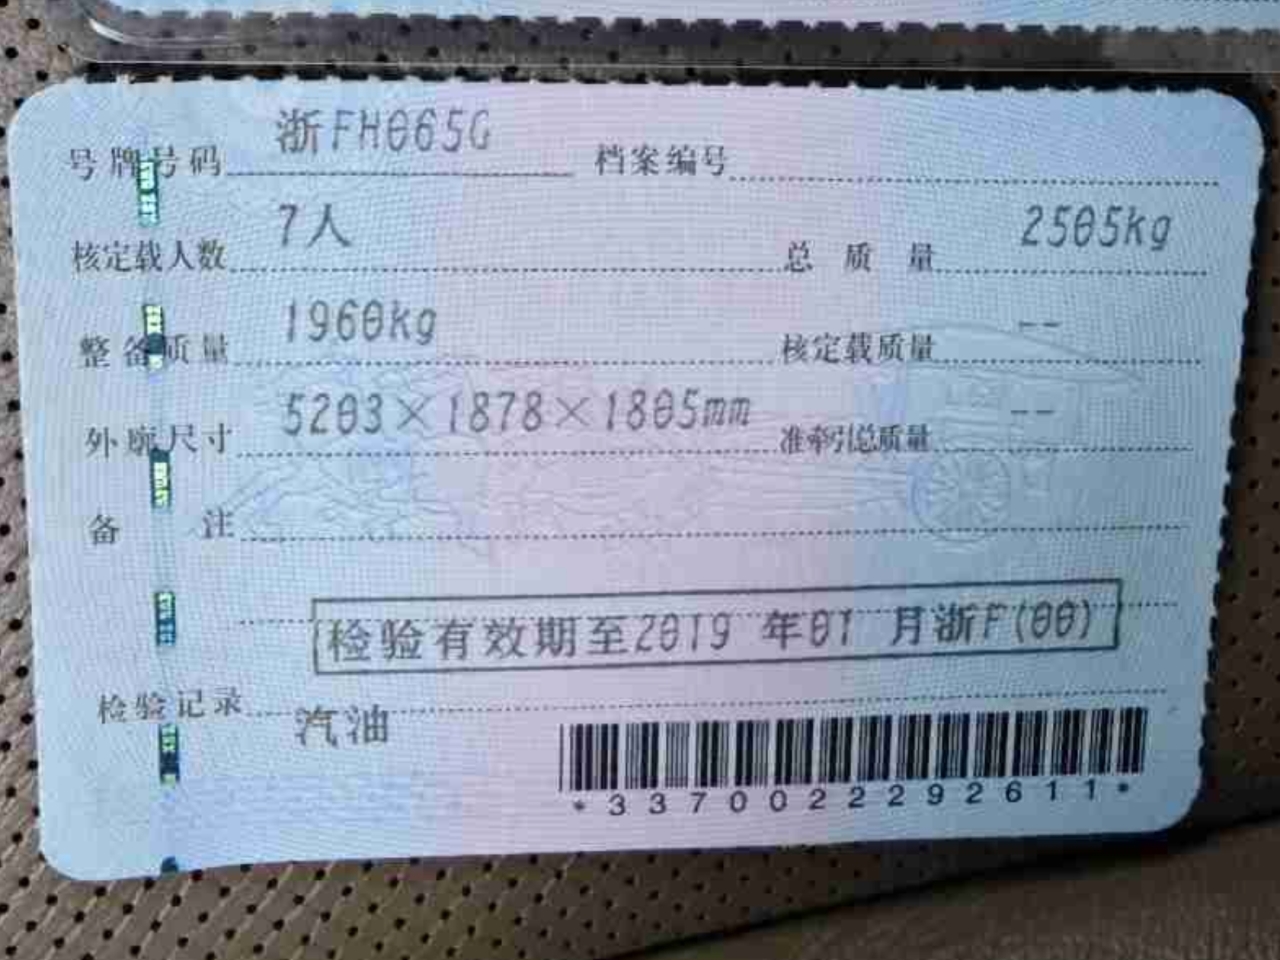 号牌号码 浙FH065G 档案编号
核定载人数 7人 总质量 2505kg
整备质量 1960kg 核定载质量 --
外廓尺寸 5203×1878×1805mm 准牵引总质量 --
备注
检验有效期至2019年01月浙F(00)
检验记录 汽油
*3370022292611*